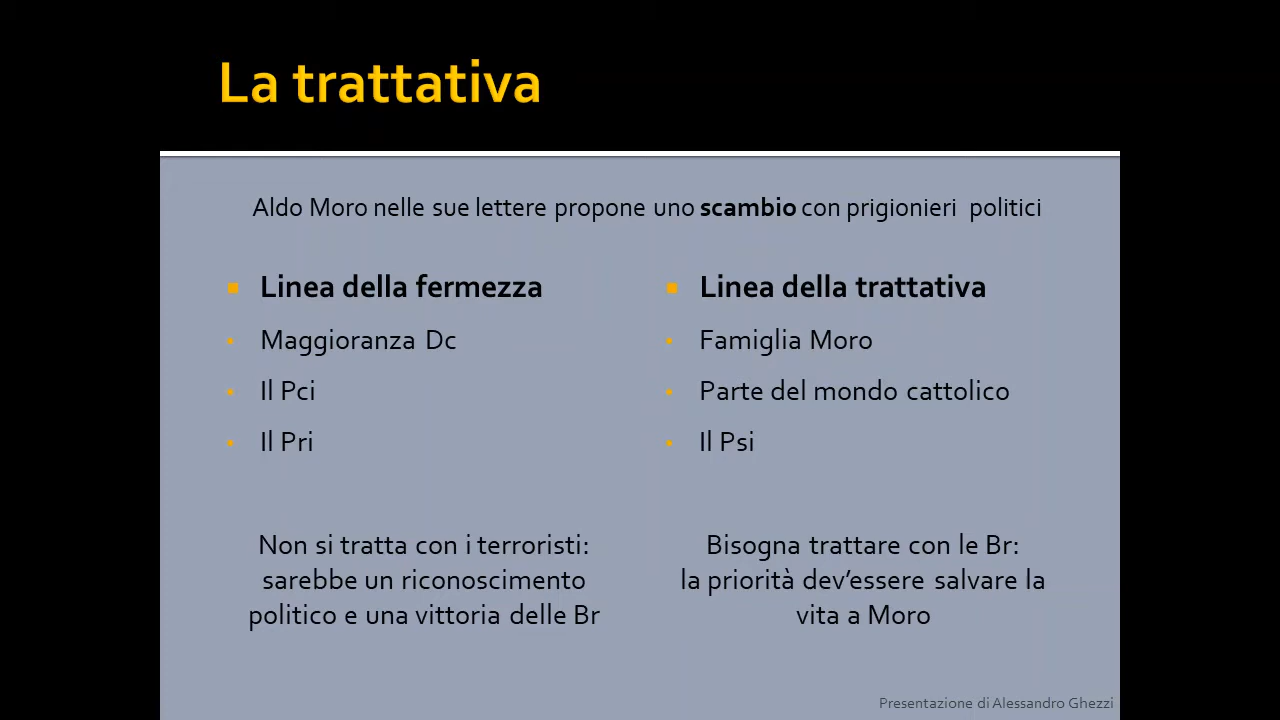 La trattativa
Aldo Moro nelle sue lettere propone uno scambio con prigionieri politici
Linea della fermezza
Maggioranza Dc
Il Pci
Il Pri
Non si tratta con i terroristi:
sarebbe un riconoscimento
politico e una vittoria delle Br
Linea della trattativa
Famiglia Moro
Parte del mondo cattolico
Il Psi
Bisogna trattare con le Br:
la priorità dev’essere salvare la
vita a Moro
Presentazione di Alessandro Ghezzi